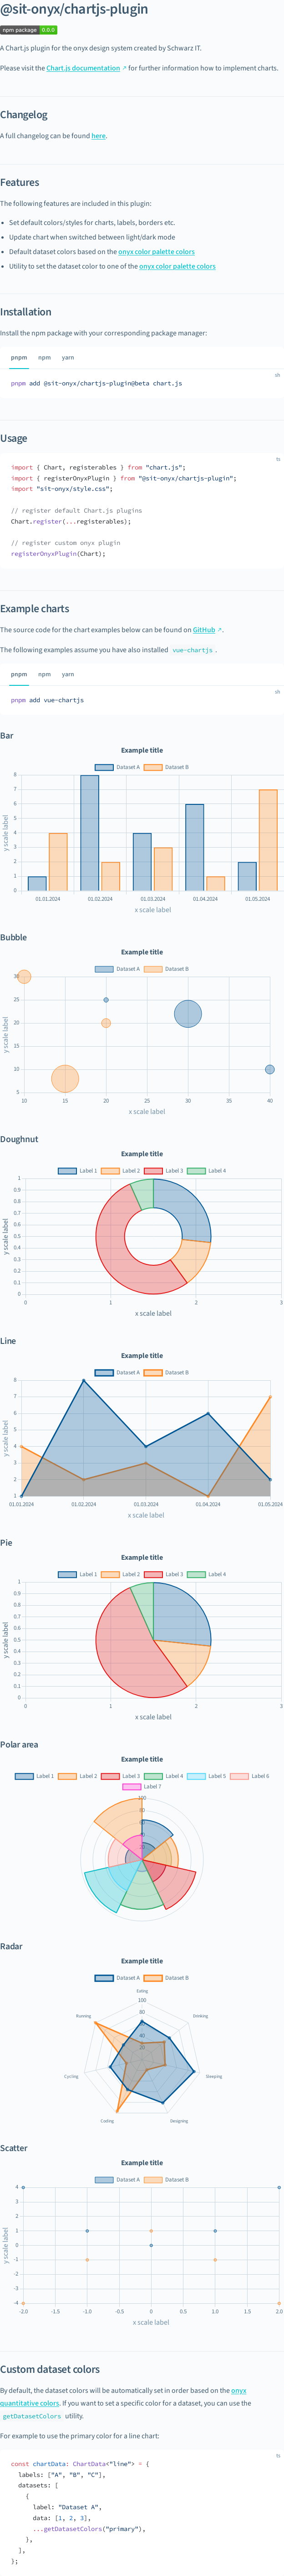 @sit-onyx/chartjs-plugin
npm package 0.0.0
A Chart.js plugin for the onyx design system created by Schwarz IT.
Please visit the Chart.js documentation ↗ for further information how to implement charts.
Changelog
A full changelog can be found here.
Features
The following features are included in this plugin:
• Set default colors/styles for charts, labels, borders etc.
• Update chart when switched between light/dark mode
• Default dataset colors based on the onyx color palette colors
• Utility to set the dataset color to one of the onyx color palette colors
Installation
Install the npm package with your corresponding package manager:
pnpm npm yarn
sh
pnpm add @sit-onyx/chartjs-plugin@beta chart.js
Usage
ts
import { Chart, registerables } from "chart.js";
import { registerOnyxPlugin } from "@sit-onyx/chartjs-plugin";
import "sit-onyx/style.css";
// register default Chart.js plugins
Chart.register(...registerables);
// register custom onyx plugin
registerOnyxPlugin(Chart);
Example charts
The source code for the chart examples below can be found on GitHub ↗.
The following examples assume you have also installed vue-chartjs.
pnpm npm yarn
sh
pnpm add vue-chartjs
Bar
Example title
Dataset A Dataset B
8
7
6
5
4
3
2
1
0
y scale label
01.01.2024 01.02.2024 01.03.2024 01.04.2024 01.05.2024
x scale label
Bubble
Example title
Dataset A Dataset B
30
25
20
15
10
5
y scale label
10 15 20 25 30 35 40
x scale label
Doughnut
Example title
Label 1 Label 2 Label 3 Label 4
1
0.9
0.8
0.7
0.6
0.5
0.4
0.3
0.2
0.1
0
y scale label
0 1 2 3
x scale label
Line
Example title
Dataset A Dataset B
8
7
6
5
4
3
2
1
y scale label
01.01.2024 01.02.2024 01.03.2024 01.04.2024 01.05.2024
x scale label
Pie
Example title
Label 1 Label 2 Label 3 Label 4
1
0.9
0.8
0.7
0.6
0.5
0.4
0.3
0.2
0.1
0
y scale label
0 1 2 3
x scale label
Polar area
Example title
Label 1 Label 2 Label 3 Label 4 Label 5 Label 6
Label 7
100
80
Radar
Example title
Dataset A Dataset B
Eating
Drinking
Sleeping
Designing
Coding
Cycling
Running
100
80
40
20
Scatter
Example title
Dataset A Dataset B
4
3
2
1
0
-1
-2
-3
-4
y scale label
-2.0 -1.5 -1.0 -0.5 0 0.5 1.0 1.5 2.0
x scale label
Custom dataset colors
By default, the dataset colors will be automatically set in order based on the onyx
quantitative colors. If you want to set a specific color for a dataset, you can use the
getDatasetColors utility.
For example to use the primary color for a line chart:
ts
const chartData: ChartData<"line"> = {
labels: ["A", "B", "C"],
datasets: [
{
label: "Dataset A",
data: [1, 2, 3],
...getDatasetColors("primary"),
},
],
};